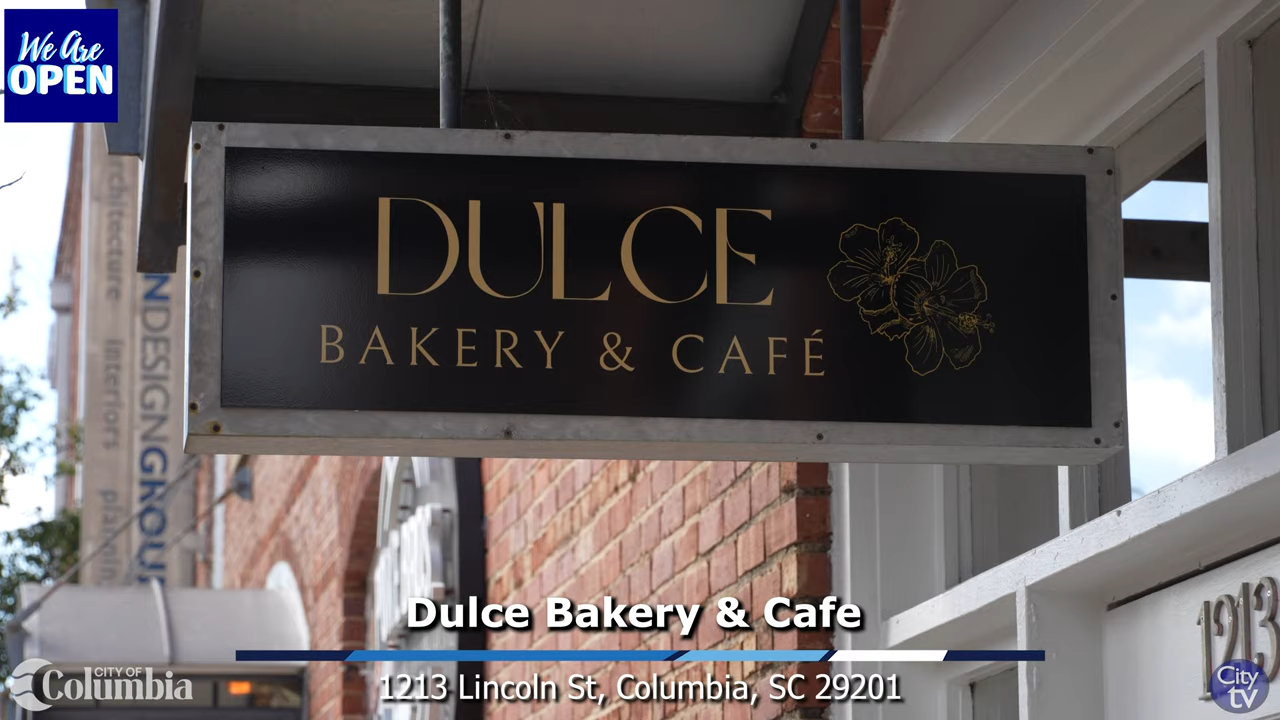 We Are
OPEN
DULCE
BAKERY & CAFÉ
architecture interiors planning
NDESIGNGROUP
Dulce Bakery & Cafe
1213 Lincoln St, Columbia, SC 29201
CITY OF
Columbia
1213
City
tv